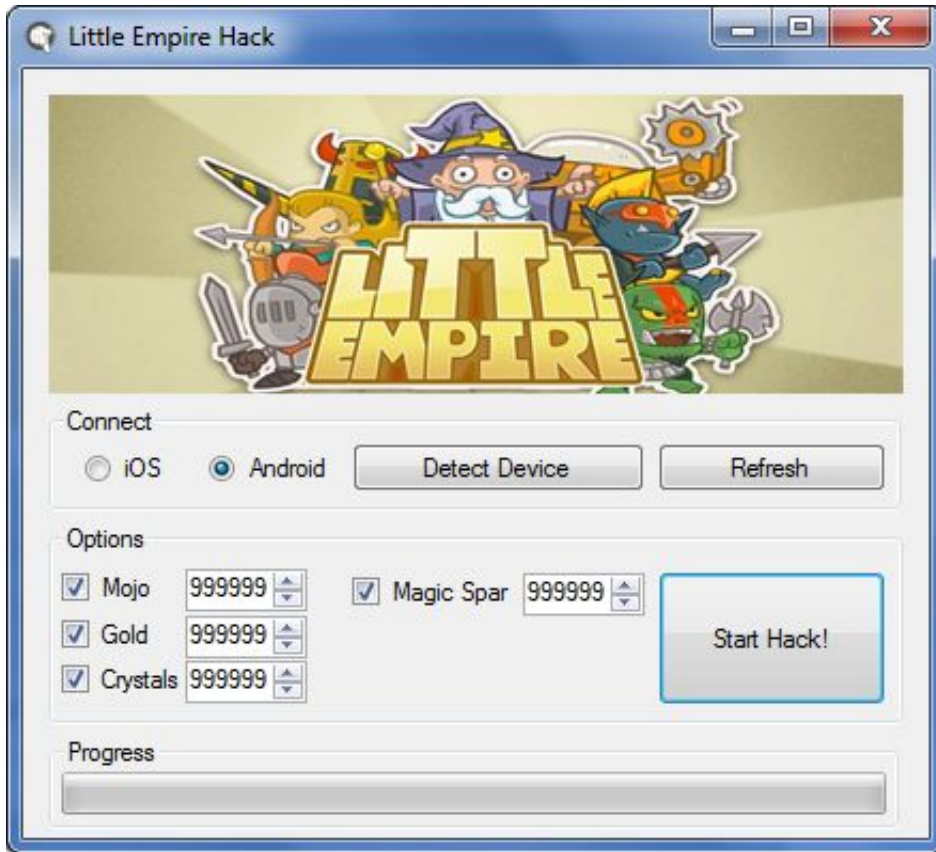 Little Empire Hack
LITTLE
EMPIRE
Connect
iOS
Android
Detect Device
Refresh
Options
Mojo 999999
Magic Spar 999999
Gold 999999
Crystals 999999
Start Hack!
Progress